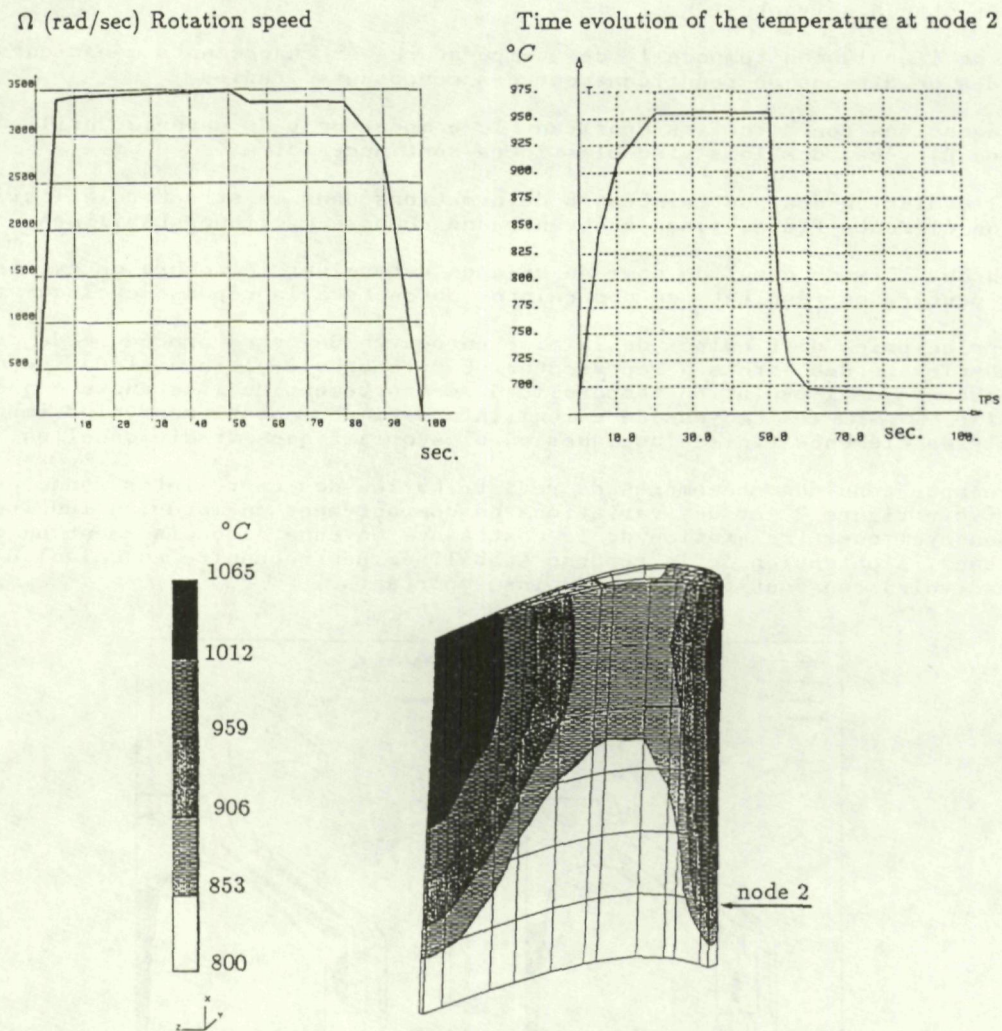 Ω (rad/sec) Rotation speed
3500
3000
2500
2000
1500
1000
500
10 20 30 40 50 60 70 80 90 100
sec.
Time evolution of the temperature at node 2
°C
T
975.
950.
925.
900.
875.
850.
825.
800.
775.
750.
725.
700.
TPS
10.0 30.0 50.0 70.0 sec. 100.
°C
1065
1012
959
906
853
800
node 2
X
Y
Z